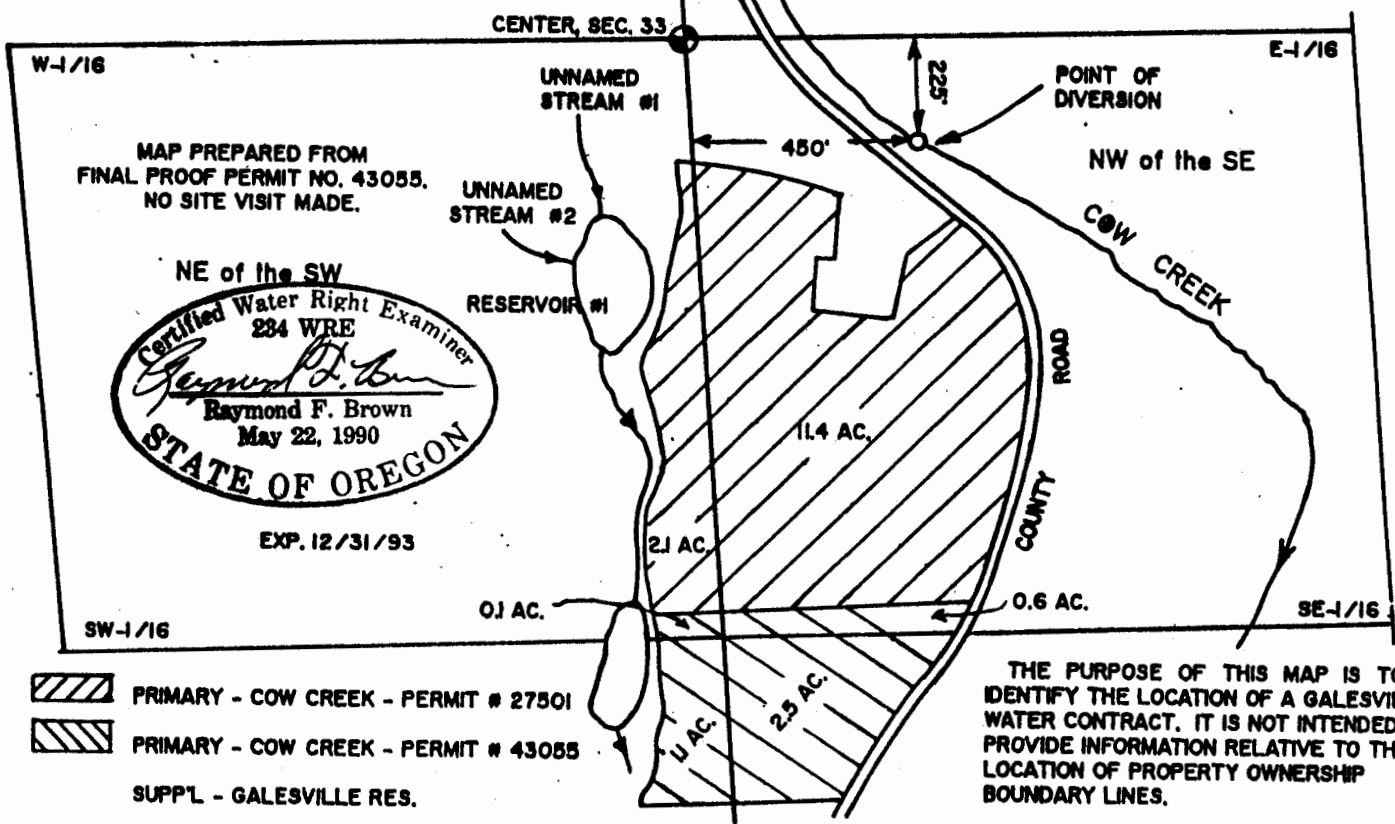 CENTER, SEC. 33
W-1/16
E-1/16
UNNAMED
STREAM #1
225'
POINT OF
DIVERSION
MAP PREPARED FROM
FINAL PROOF PERMIT NO. 43055.
NO SITE VISIT MADE.
450'
NW of the SE
UNNAMED
STREAM #2
COW CREEK
NE of the SW
RESERVOIR #1
Certified Water Right Examiner
234 WRE
Raymond F. Brown
May 22, 1990
STATE OF OREGON
EXP. 12/31/93
ROAD
COUNTY
11.4 AC.
2.1 AC.
0.1 AC.
0.6 AC.
SW-1/16
SE-1/16
2.5 AC.
1.1 AC.
PRIMARY - COW CREEK - PERMIT # 27501
PRIMARY - COW CREEK - PERMIT # 43055
SUPP'L - GALESVILLE RES.
THE PURPOSE OF THIS MAP IS TO
IDENTIFY THE LOCATION OF A GALESVIL
WATER CONTRACT. IT IS NOT INTENDED
PROVIDE INFORMATION RELATIVE TO TH
LOCATION OF PROPERTY OWNERSHIP
BOUNDARY LINES.